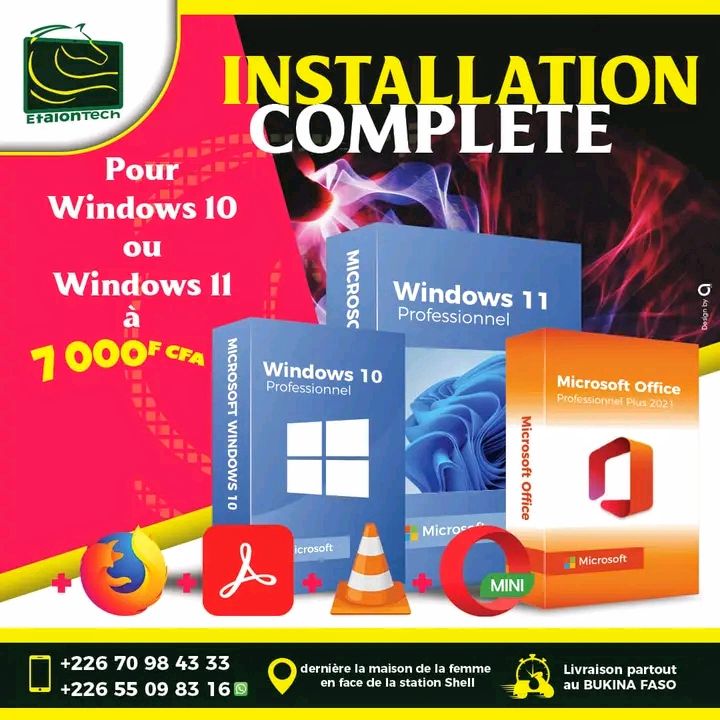 EtalonTech
INSTALLATION
COMPLETE
Pour
Windows 10
ou
Windows 11
à
7 000F CFA
MICROSOFT
Windows 11
Professionnel
Microsoft
MICROSOFT WINDOWS 10
Windows 10
Professionnel
icrosoft
Microsoft Office
Microsoft Office
Professionnel Plus 2021
Microsoft
Design by
+
+
+
+
MINI
+226 70 98 43 33
+226 55 09 83 16
dernière la maison de la femme
en face de la station Shell
Livraison partout
au BUKINA FASO